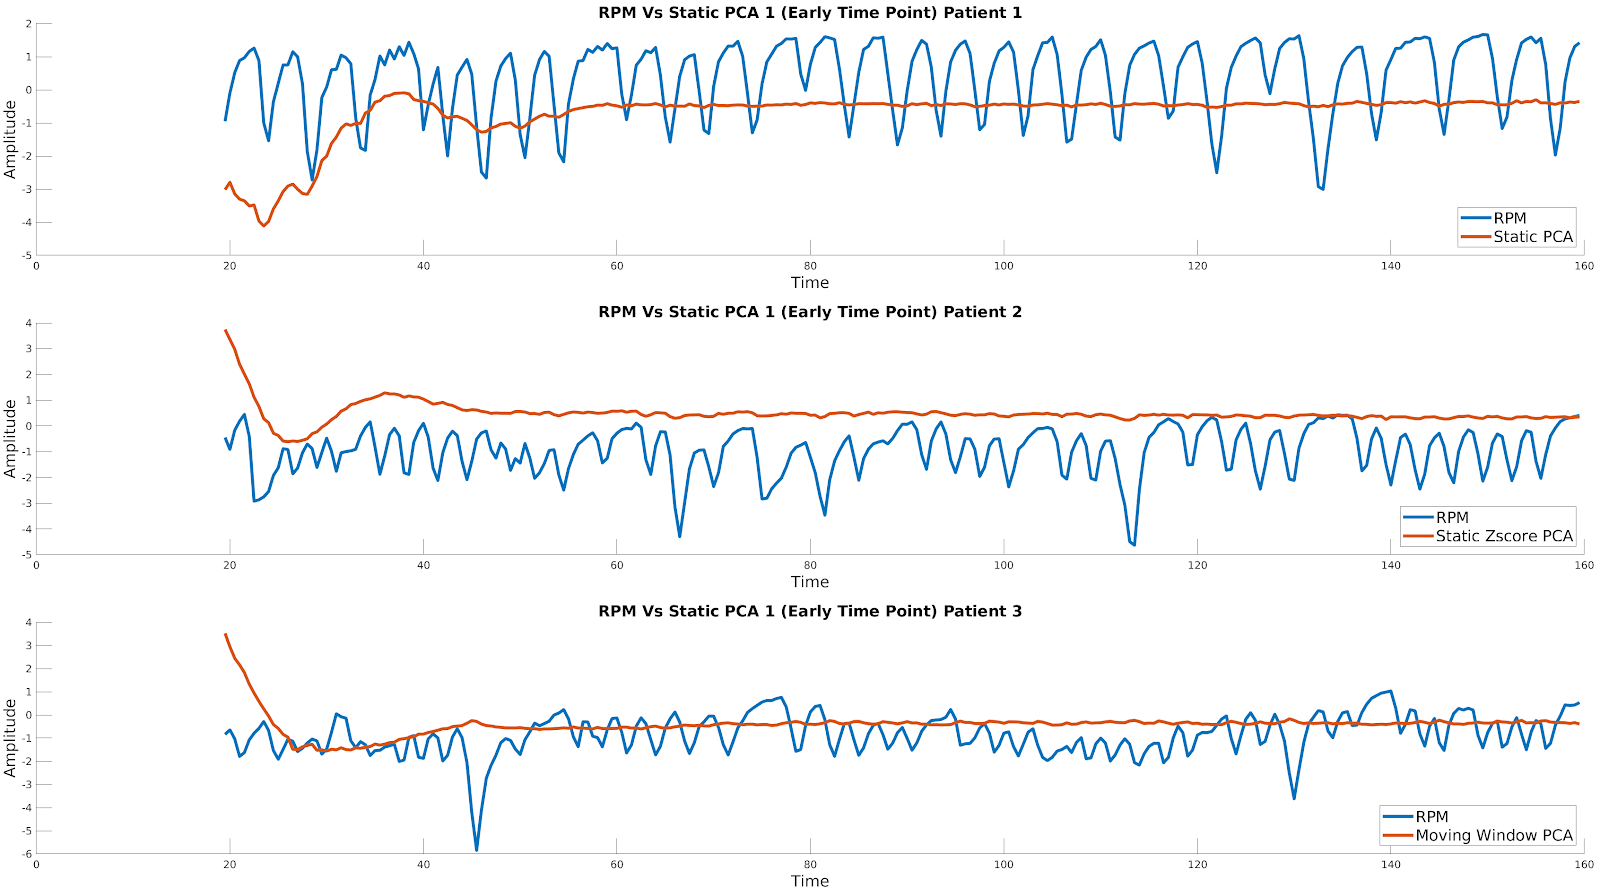 RPM Vs Static PCA 1 (Early Time Point) Patient 1
2
1
0
-1
-2
-3
-4
-5
Amplitude
0 20 40 60 80 100 120 140 160
Time
RPM
Static PCA
RPM Vs Static PCA 1 (Early Time Point) Patient 2
4
3
2
1
0
-1
-2
-3
-4
-5
Amplitude
0 20 40 60 80 100 120 140 160
Time
RPM
Static Zscore PCA
RPM Vs Static PCA 1 (Early Time Point) Patient 3
4
3
2
1
0
-1
-2
-3
-4
-5
-6
Amplitude
0 20 40 60 80 100 120 140 160
Time
RPM
Moving Window PCA